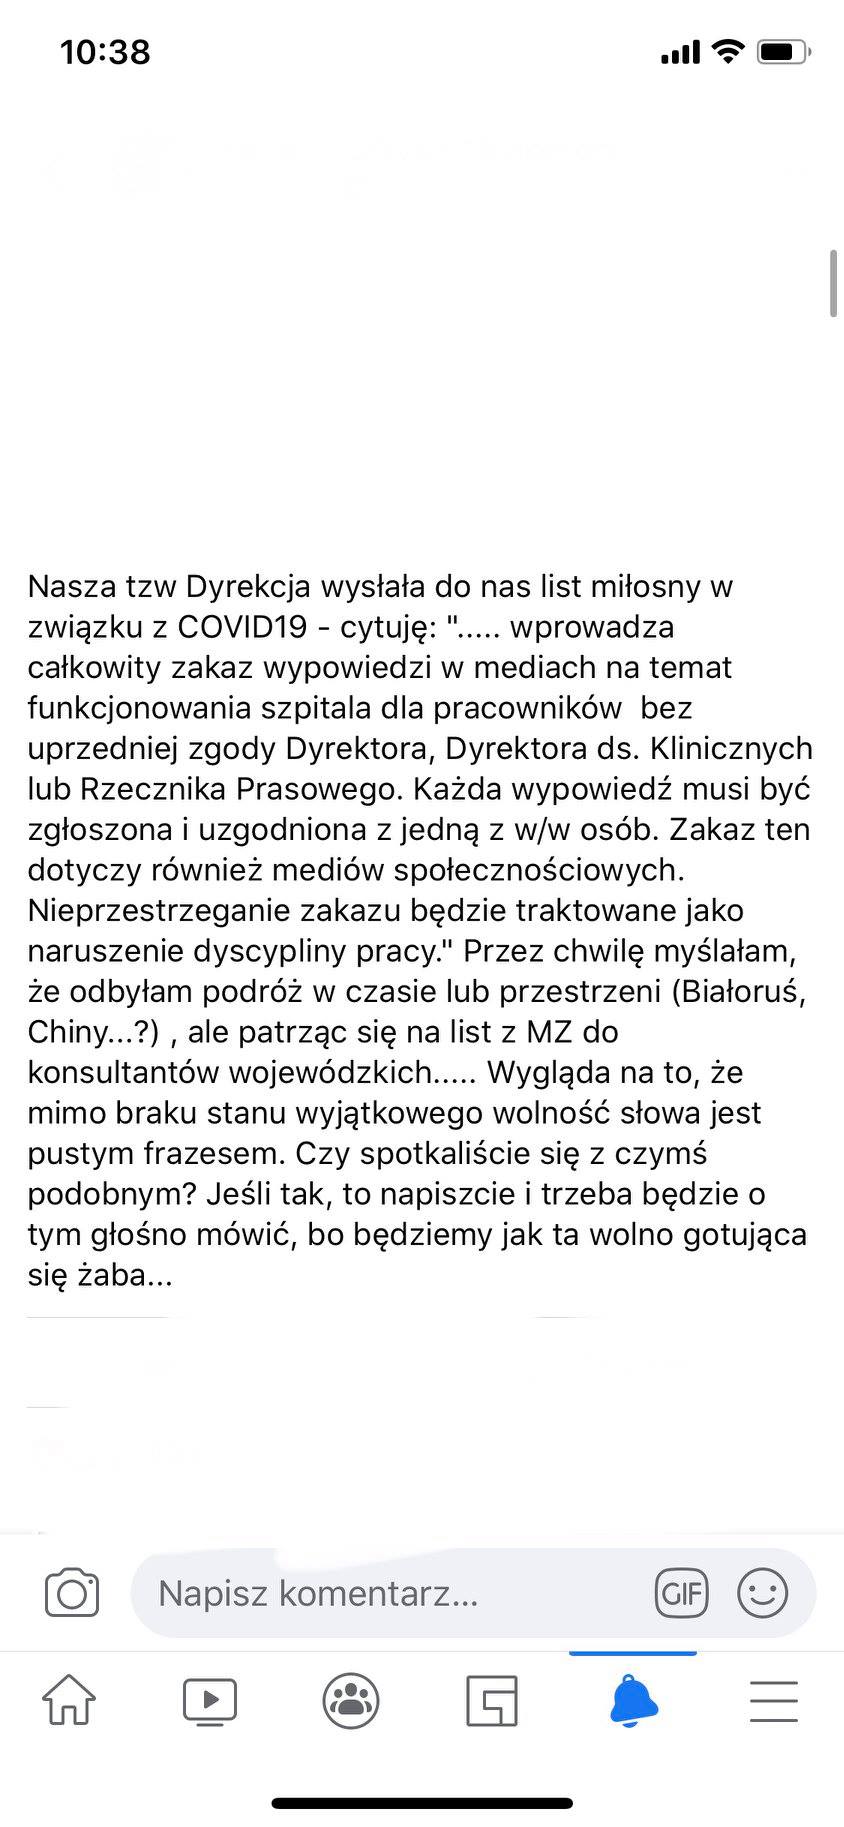 10:38
Nasza tzw Dyrekcja wysłała do nas list miłosny w
związku z COVID19 - cytuję: "..... wprowadza
całkowity zakaz wypowiedzi w mediach na temat
funkcjonowania szpitala dla pracowników  bez
uprzedniej zgody Dyrektora, Dyrektora ds. Klinicznych
lub Rzecznika Prasowego. Każda wypowiedź musi być
zgłoszona i uzgodniona z jedną z w/w osób. Zakaz ten
dotyczy również mediów społecznościowych.
Nieprzestrzeganie zakazu będzie traktowane jako
naruszenie dyscypliny pracy." Przez chwilę myślałam,
że odbyłam podróż w czasie lub przestrzeni (Białoruś,
Chiny...?) , ale patrząc się na list z MZ do
konsultantów wojewódzkich..... Wygląda na to, że
mimo braku stanu wyjątkowego wolność słowa jest
pustym frazesem. Czy spotkaliście się z czymś
podobnym? Jeśli tak, to napiszcie i trzeba będzie o
tym głośno mówić, bo będziemy jak ta wolno gotująca
się żaba...
Napisz komentarz...
GIF